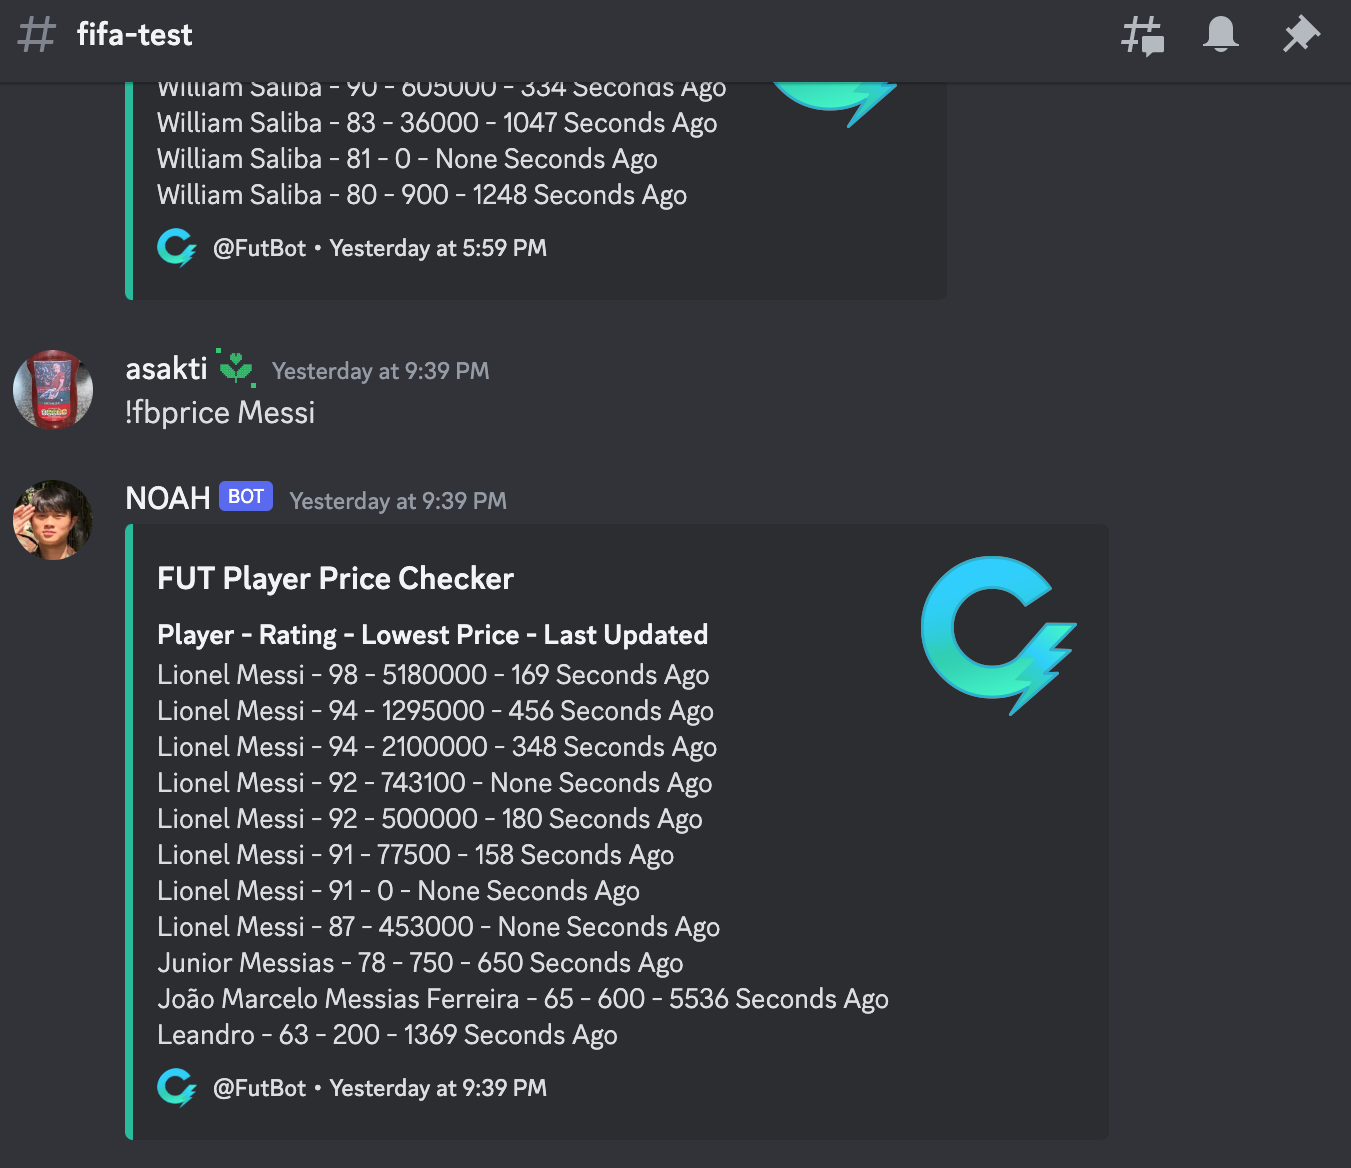 fifa-test
William Saliba - 90 - 605000 - 334 Seconds Ago
William Saliba - 83 - 36000 - 1047 Seconds Ago
William Saliba - 81 - 0 - None Seconds Ago
William Saliba - 80 - 900 - 1248 Seconds Ago
@FutBot • Yesterday at 5:59 PM
asakti Yesterday at 9:39 PM
!fbprice Messi
NOAH BOT Yesterday at 9:39 PM
FUT Player Price Checker
Player - Rating - Lowest Price - Last Updated
Lionel Messi - 98 - 5180000 - 169 Seconds Ago
Lionel Messi - 94 - 1295000 - 456 Seconds Ago
Lionel Messi - 94 - 2100000 - 348 Seconds Ago
Lionel Messi - 92 - 743100 - None Seconds Ago
Lionel Messi - 92 - 500000 - 180 Seconds Ago
Lionel Messi - 91 - 77500 - 158 Seconds Ago
Lionel Messi - 91 - 0 - None Seconds Ago
Lionel Messi - 87 - 453000 - None Seconds Ago
Junior Messias - 78 - 750 - 650 Seconds Ago
João Marcelo Messias Ferreira - 65 - 600 - 5536 Seconds Ago
Leandro - 63 - 200 - 1369 Seconds Ago
@FutBot • Yesterday at 9:39 PM